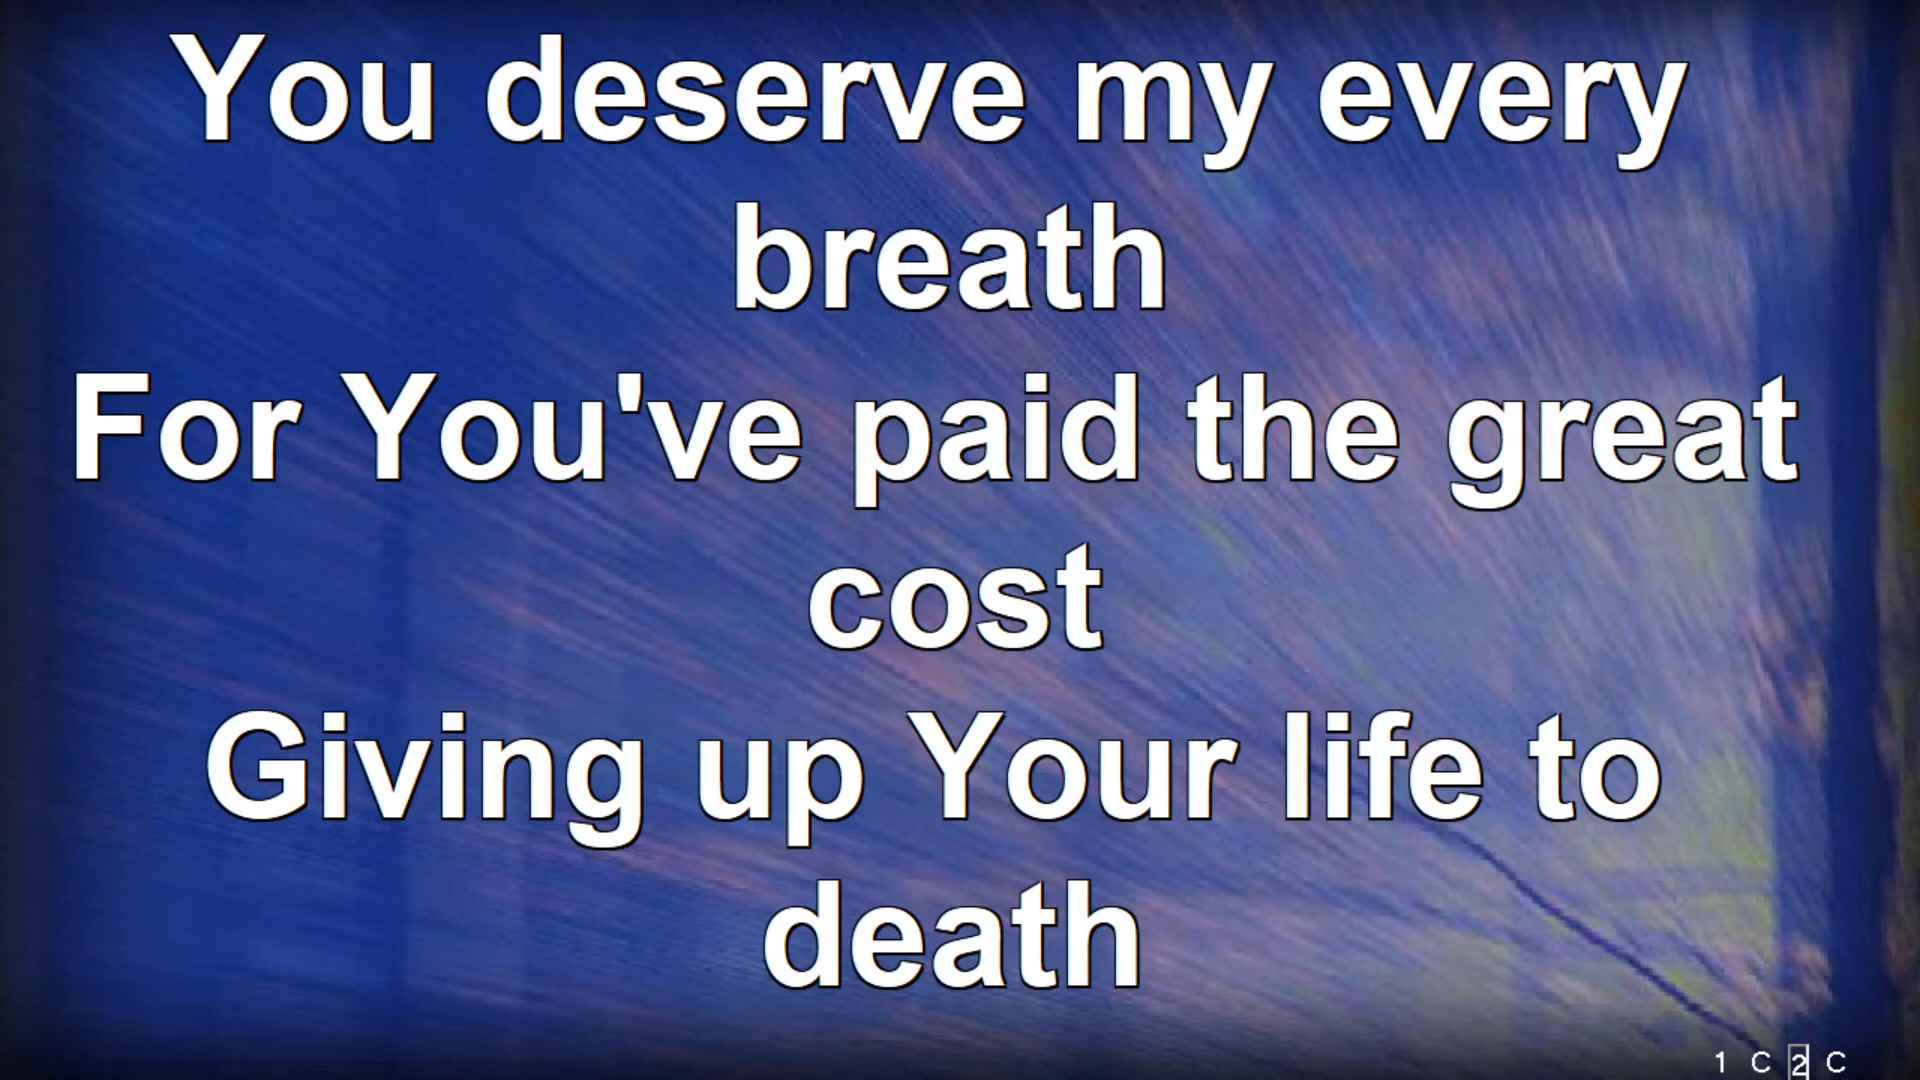 You deserve my every
breath
For You've paid the great
cost
Giving up Your life to
death
1 C 2 C